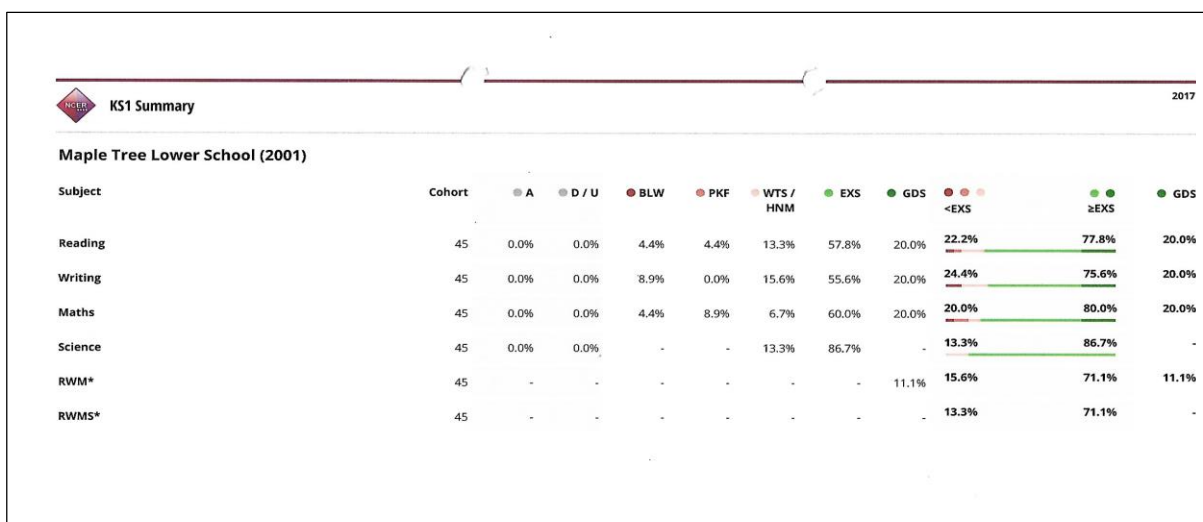 2017
NCER
KS1 Summary
Maple Tree Lower School (2001)
Subject Cohort A D / U BLW PKF WTS / HNM EXS GDS <EXS ≥EXS GDS
Reading 45 0.0% 0.0% 4.4% 4.4% 13.3% 57.8% 20.0% 22.2% 77.8% 20.0%
Writing 45 0.0% 0.0% 8.9% 0.0% 15.6% 55.6% 20.0% 24.4% 75.6% 20.0%
Maths 45 0.0% 0.0% 4.4% 8.9% 6.7% 60.0% 20.0% 20.0% 80.0% 20.0%
Science 45 0.0% 0.0% - - 13.3% 86.7% - 13.3% 86.7% -
RWM* 45 - - - - - - 11.1% 15.6% 71.1% 11.1%
RWMS* 45 - - - - - - - 13.3% 71.1% -